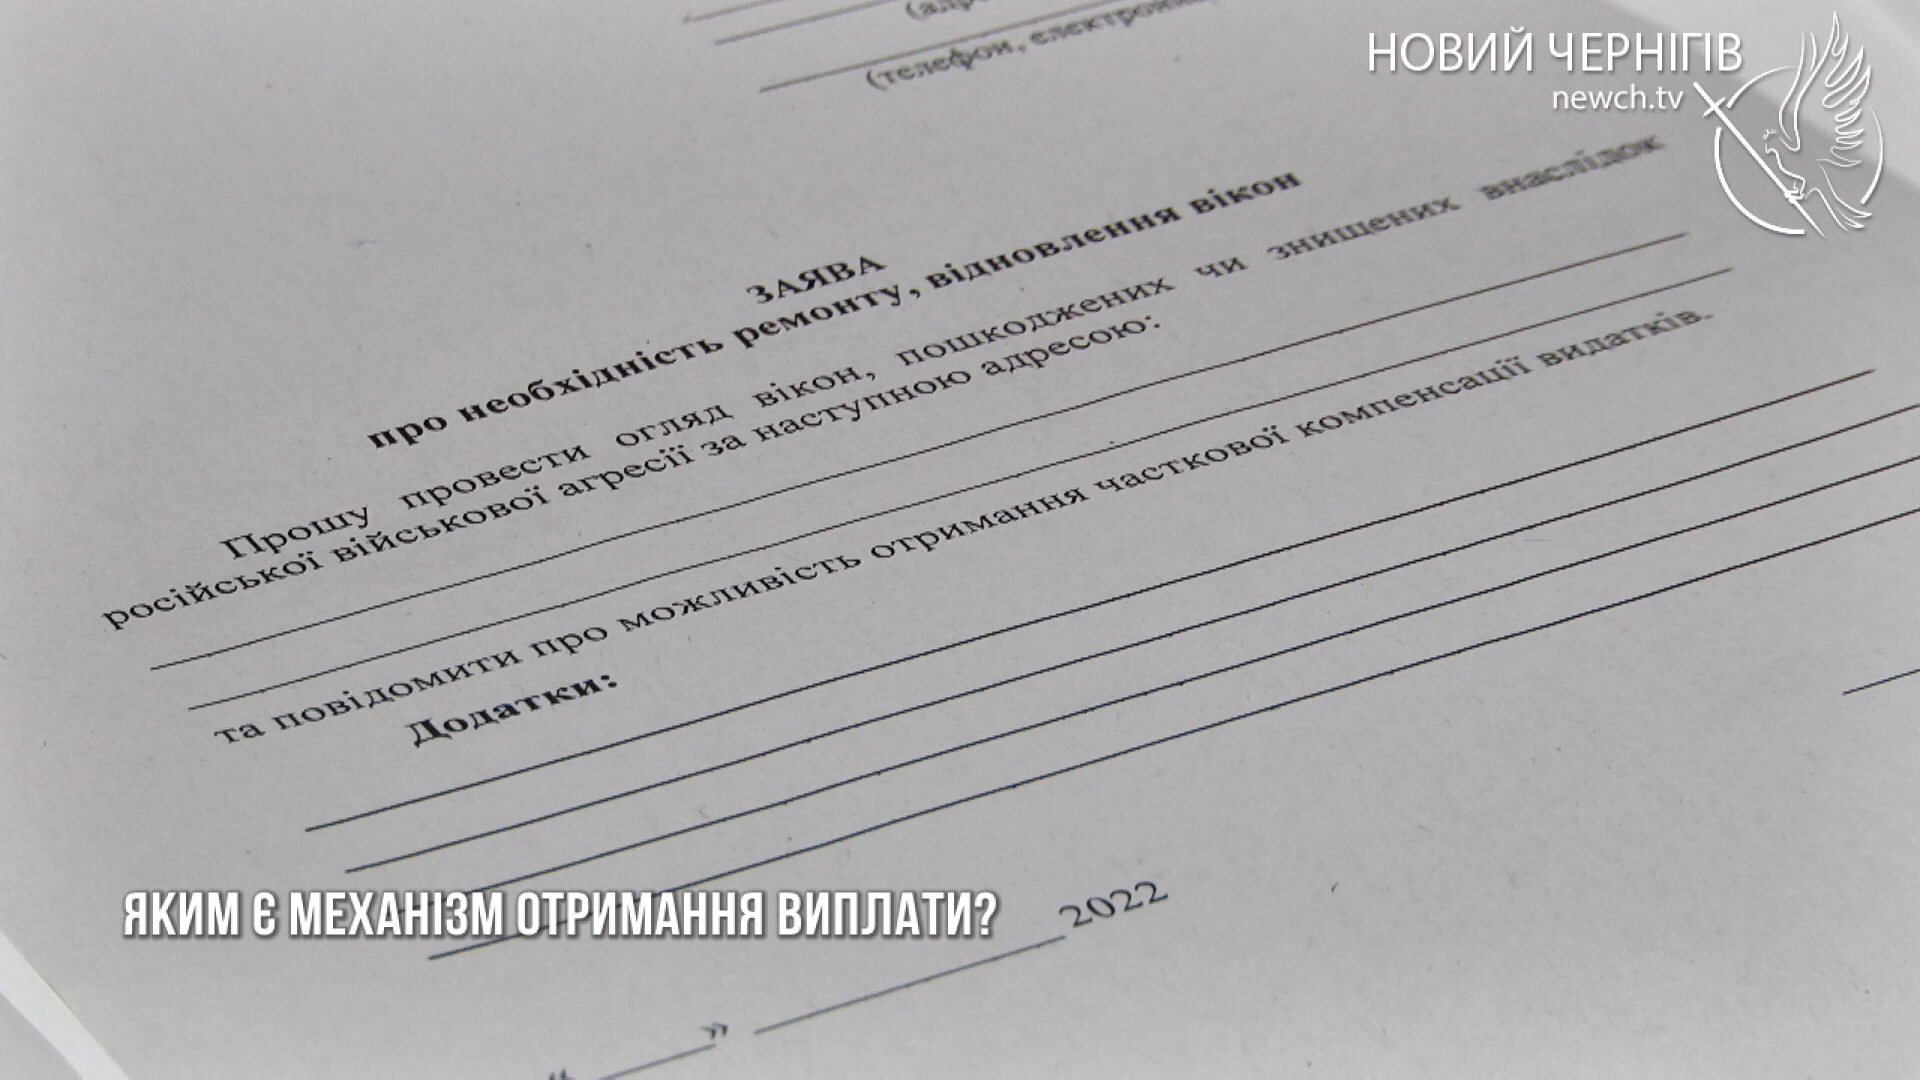 НОВИЙ ЧЕРНІГІВ
newch.tv
(телефон, електронна
ЗАЯВА
про необхідність ремонту, відновлення вікон
Прошу провести огляд вікон, пошкоджених чи знищених внаслідок
російської військової агресії за наступною адресою:
та повідомити про можливість отримання часткової компенсації видатків.
Додатки:
ЯКИМ Є МЕХАНІЗМ ОТРИМАННЯ ВИПЛАТИ?
« » 2022